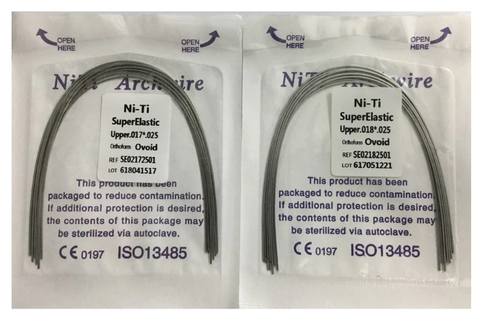 OPEN HERE
OPEN HERE
NiTi Archwire
Ni-Ti
SuperElastic
Upper.017*.025
Orthoform Ovoid
REF SE02172501
LOT 618041517
This product has been
packaged to reduce contamination.
If additional protection is desired,
the contents of this package may
be sterilized via autoclave.
CE 0197 ISO13485
OPEN HERE
OPEN HERE
NiTi Archwire
Ni-Ti
SuperElastic
Upper.018*.025
Orthoform Ovoid
REF SE02182501
LOT 617051221
This product has been
packaged to reduce contamination.
If additional protection is desired,
the contents of this package may
be sterilized via autoclave.
CE 0197 ISO13485